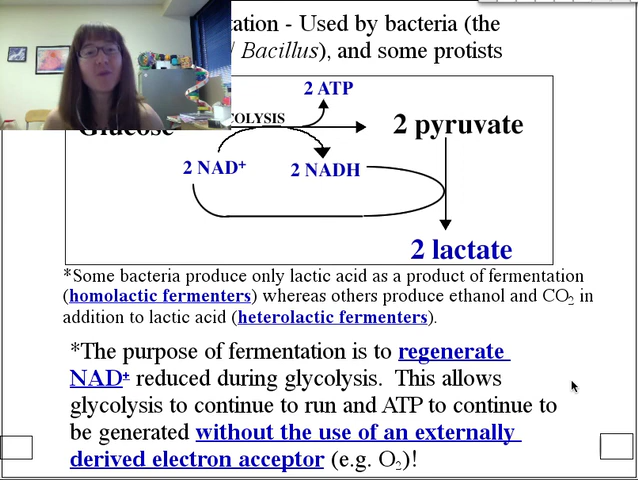 tation - Used by bacteria (the
Bacillus), and some protists
2 ATP
COLYSIS
Glucose
2 pyruvate
2 NAD⁺
2 NADH
2 lactate
*Some bacteria produce only lactic acid as a product of fermentation
(homolactic fermenters) whereas others produce ethanol and CO₂ in
addition to lactic acid (heterolactic fermenters).
*The purpose of fermentation is to regenerate
NAD⁺ reduced during glycolysis. This allows
glycolysis to continue to run and ATP to continue to
be generated without the use of an externally
derived electron acceptor (e.g. O₂)!